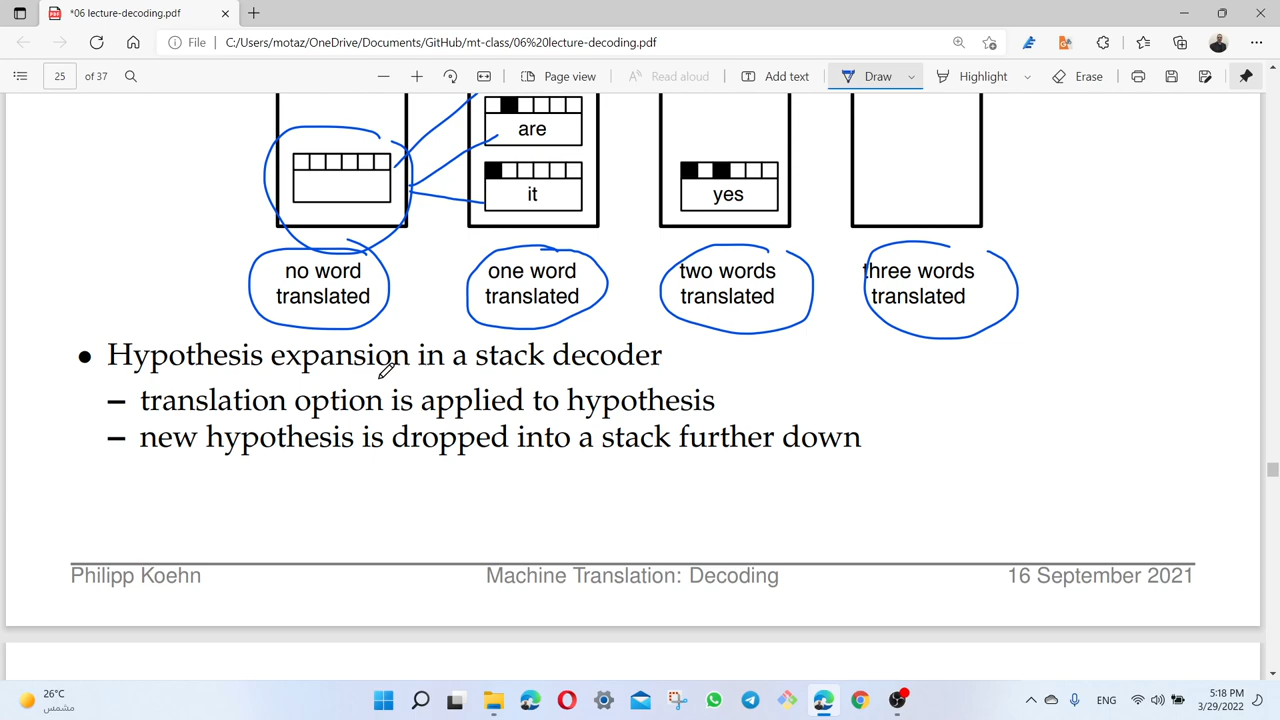 *06 lecture-decoding.pdf
File C:/Users/motaz/OneDrive/Documents/GitHub/mt-class/06%20lecture-decoding.pdf
25 of 37 Page view Read aloud Add text Draw Highlight Erase
are
it yes
no word one word two words three words
translated translated translated translated
• Hypothesis expansion in a stack decoder
– translation option is applied to hypothesis
– new hypothesis is dropped into a stack further down
Philipp Koehn Machine Translation: Decoding 16 September 2021
26°C
مشمس
ENG
5:18 PM
3/29/2022